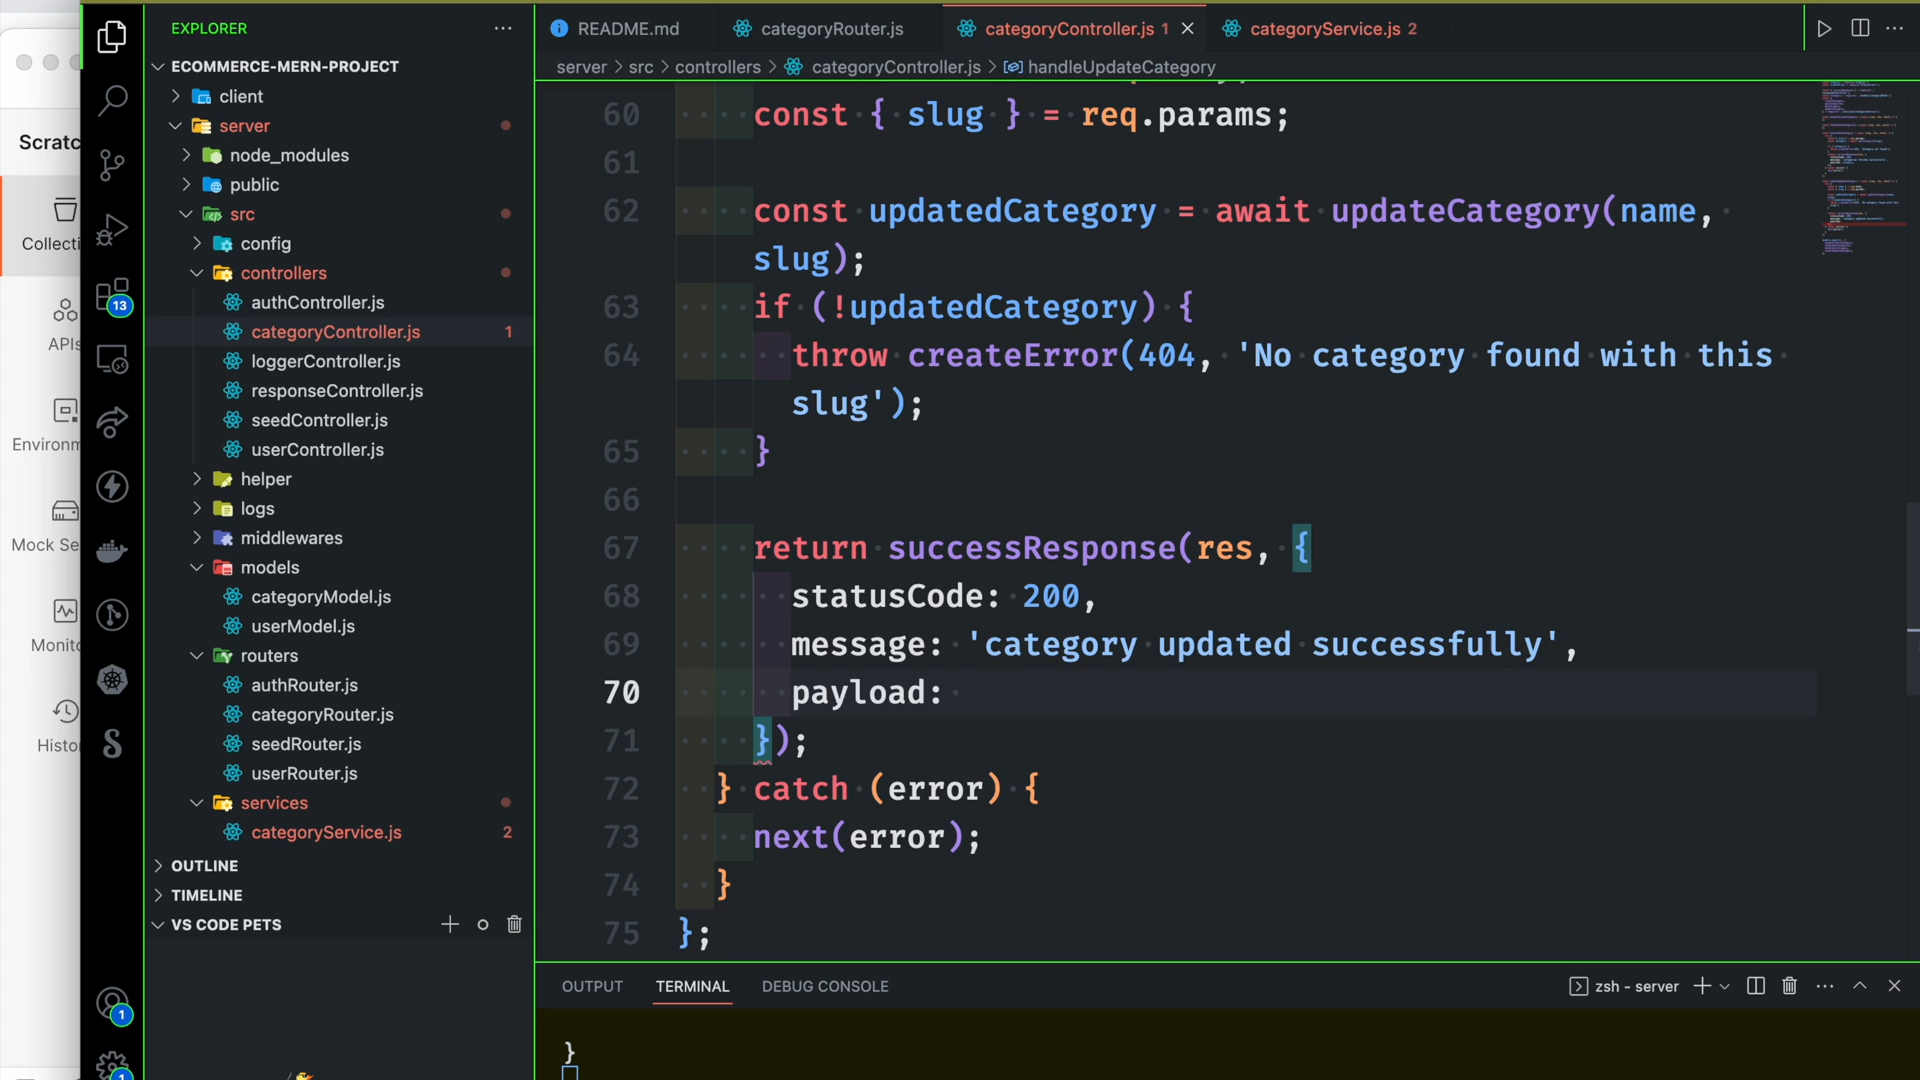 Scratc
Collecti
APIs
Environm
Mock Se
Monito
Histo
13
1
1
EXPLORER
ECOMMERCE-MERN-PROJECT
client
server
node_modules
public
src
config
controllers
authController.js
categoryController.js 1
loggerController.js
responseController.js
seedController.js
userController.js
helper
logs
middlewares
models
categoryModel.js
userModel.js
routers
authRouter.js
categoryRouter.js
seedRouter.js
userRouter.js
services
categoryService.js 2
OUTLINE
TIMELINE
VS CODE PETS
README.md categoryRouter.js categoryController.js 1 categoryService.js 2
server > src > controllers > categoryController.js > handleUpdateCategory
60 const { slug } = req.params;
61
62 const updatedCategory = await updateCategory(name,
slug);
63 if (!updatedCategory) {
64 throw createError(404, 'No category found with this
slug');
65 }
66
67 return successResponse(res, {
68 statusCode: 200,
69 message: 'category updated successfully',
70 payload:
71 });
72 } catch (error) {
73 next(error);
74 }
75 };
OUTPUT TERMINAL DEBUG CONSOLE zsh - server
}